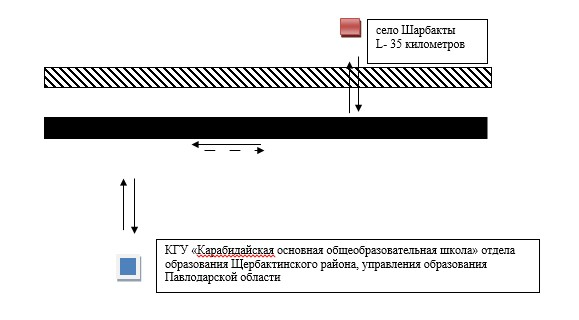 село Шарбакты
L- 35 километров
КГУ «Карабидайская основная общеобразовательная школа» отдела
образования Щербактинского района, управления образования
Павлодарской области